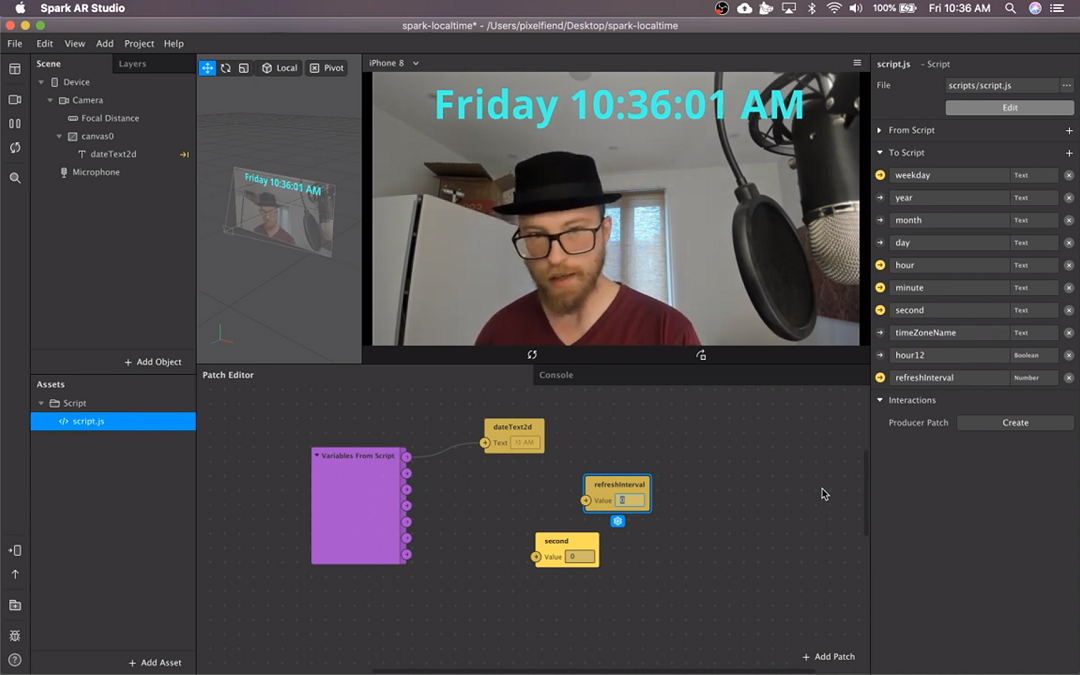 Spark AR Studio
100%
Fri 10:36 AM
spark-localtime* - /Users/pixelfiend/Desktop/spark-localtime
File Edit View Add Project Help
Scene
Layers
Device
Camera
Focal Distance
canvas0
dateText2d
Microphone
+ Add Object
Assets
Script
script.js
+ Add Asset
Local
Pivot
Friday 10:36:01 AM
iPhone 8
Friday 10:36:01 AM
Patch Editor
Console
Variables From Script
dateText2d
Text
refreshInterval
Value 0
second
Value 0
+ Add Patch
script.js - Script
File scripts/script.js
Edit
From Script
To Script
weekday Text
year Text
month Text
day Text
hour Text
minute Text
second Text
timeZoneName Text
hour12 Boolean
refreshInterval Number
Interactions
Producer Patch Create